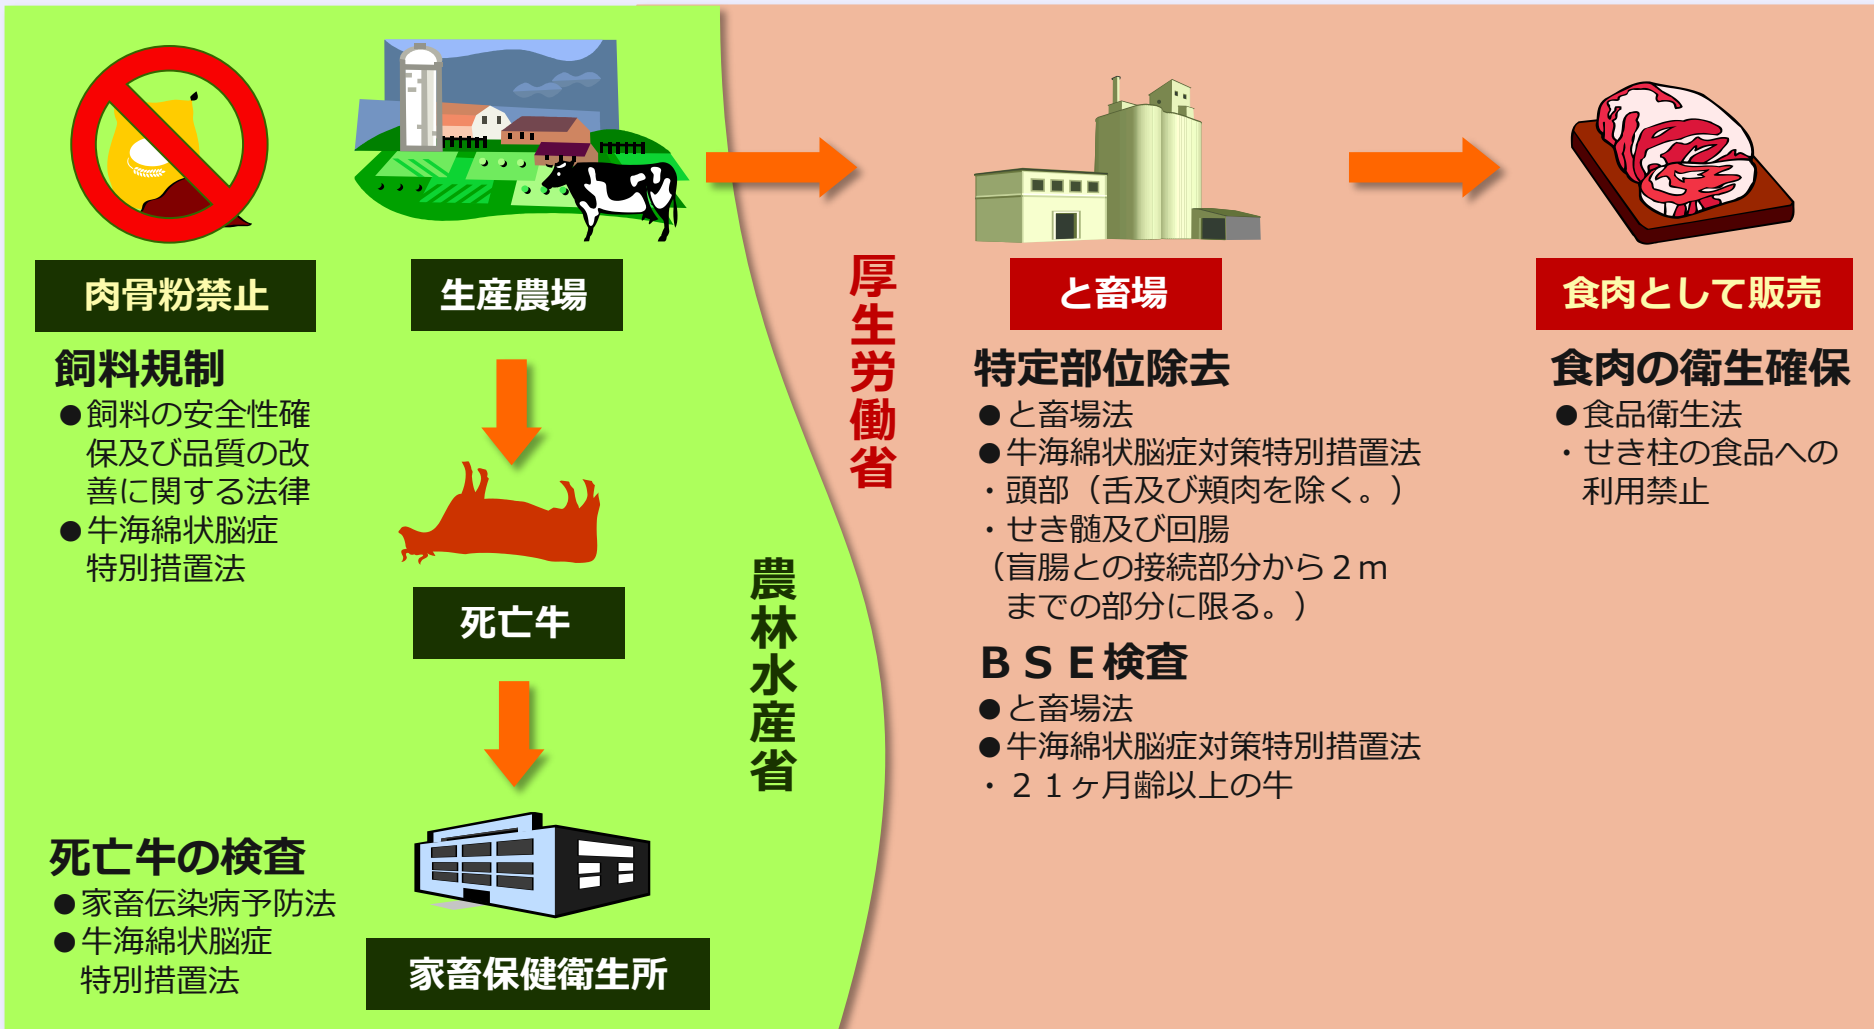 肉骨粉禁止
飼料規制
●飼料の安全性確
保及び品質の改
善に関する法律
●牛海綿状脳症
特別措置法
生産農場
死亡牛
死亡牛の検査
●家畜伝染病予防法
●牛海綿状脳症
特別措置法
家畜保健衛生所
農林水産省
厚生労働省
と畜場
特定部位除去
●と畜場法
●牛海綿状脳症対策特別措置法
・頭部（舌及び頬肉を除く。）
・せき髄及び回腸
（盲腸との接続部分から２ｍ
までの部分に限る。）
ＢＳＥ検査
●と畜場法
●牛海綿状脳症対策特別措置法
・２１ヶ月齢以上の牛
食肉として販売
食肉の衛生確保
●食品衛生法
・せき柱の食品への
利用禁止